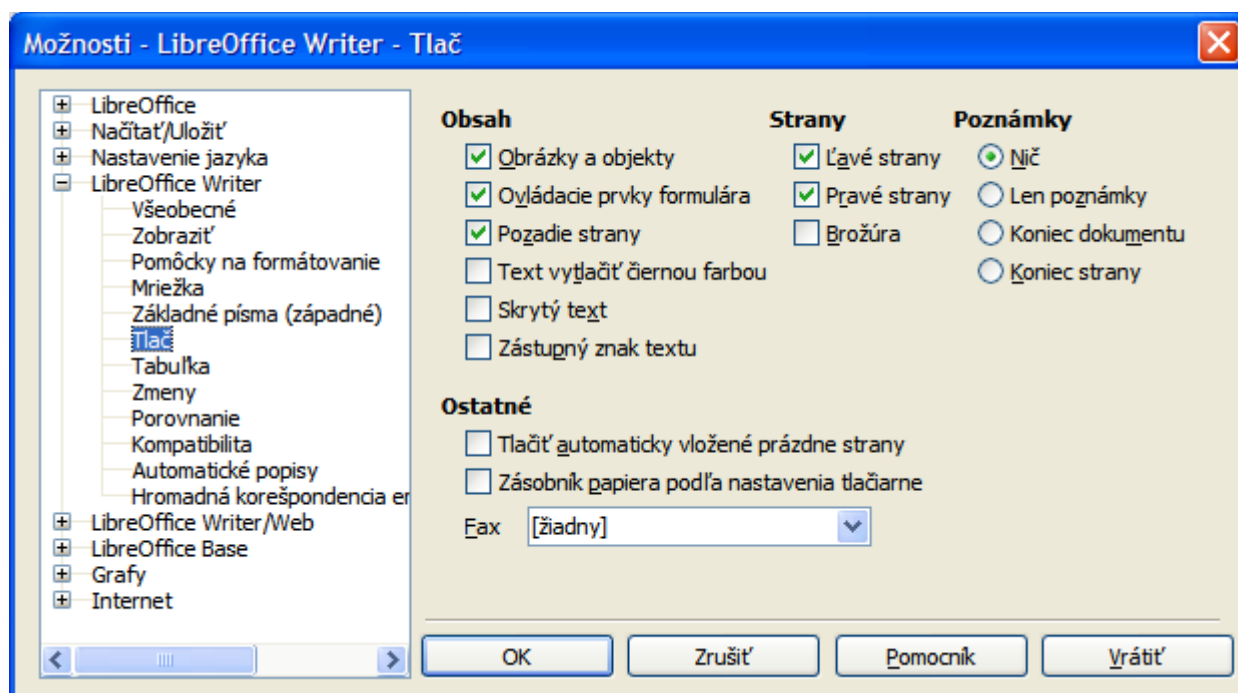 Možnosti - LibreOffice Writer - Tlač
LibreOffice
Načítať/Uložiť
Nastavenie jazyka
LibreOffice Writer
Všeobecné
Zobraziť
Pomôcky na formátovanie
Mriežka
Základné písma (západné)
Tlač
Tabuľka
Zmeny
Porovnanie
Kompatibilita
Automatické popisy
Hromadná korešpondencia er
LibreOffice Writer/Web
LibreOffice Base
Grafy
Internet
Obsah
Obrázky a objekty
Ovládacie prvky formulára
Pozadie strany
Text vytlačiť čiernou farbou
Skrytý text
Zástupný znak textu
Strany
Ľavé strany
Pravé strany
Brožúra
Poznámky
Nič
Len poznámky
Koniec dokumentu
Koniec strany
Ostatné
Tlačiť automaticky vložené prázdne strany
Zásobník papiera podľa nastavenia tlačiarne
Fax [žiadny]
OK Zrušiť Pomocník Vrátiť